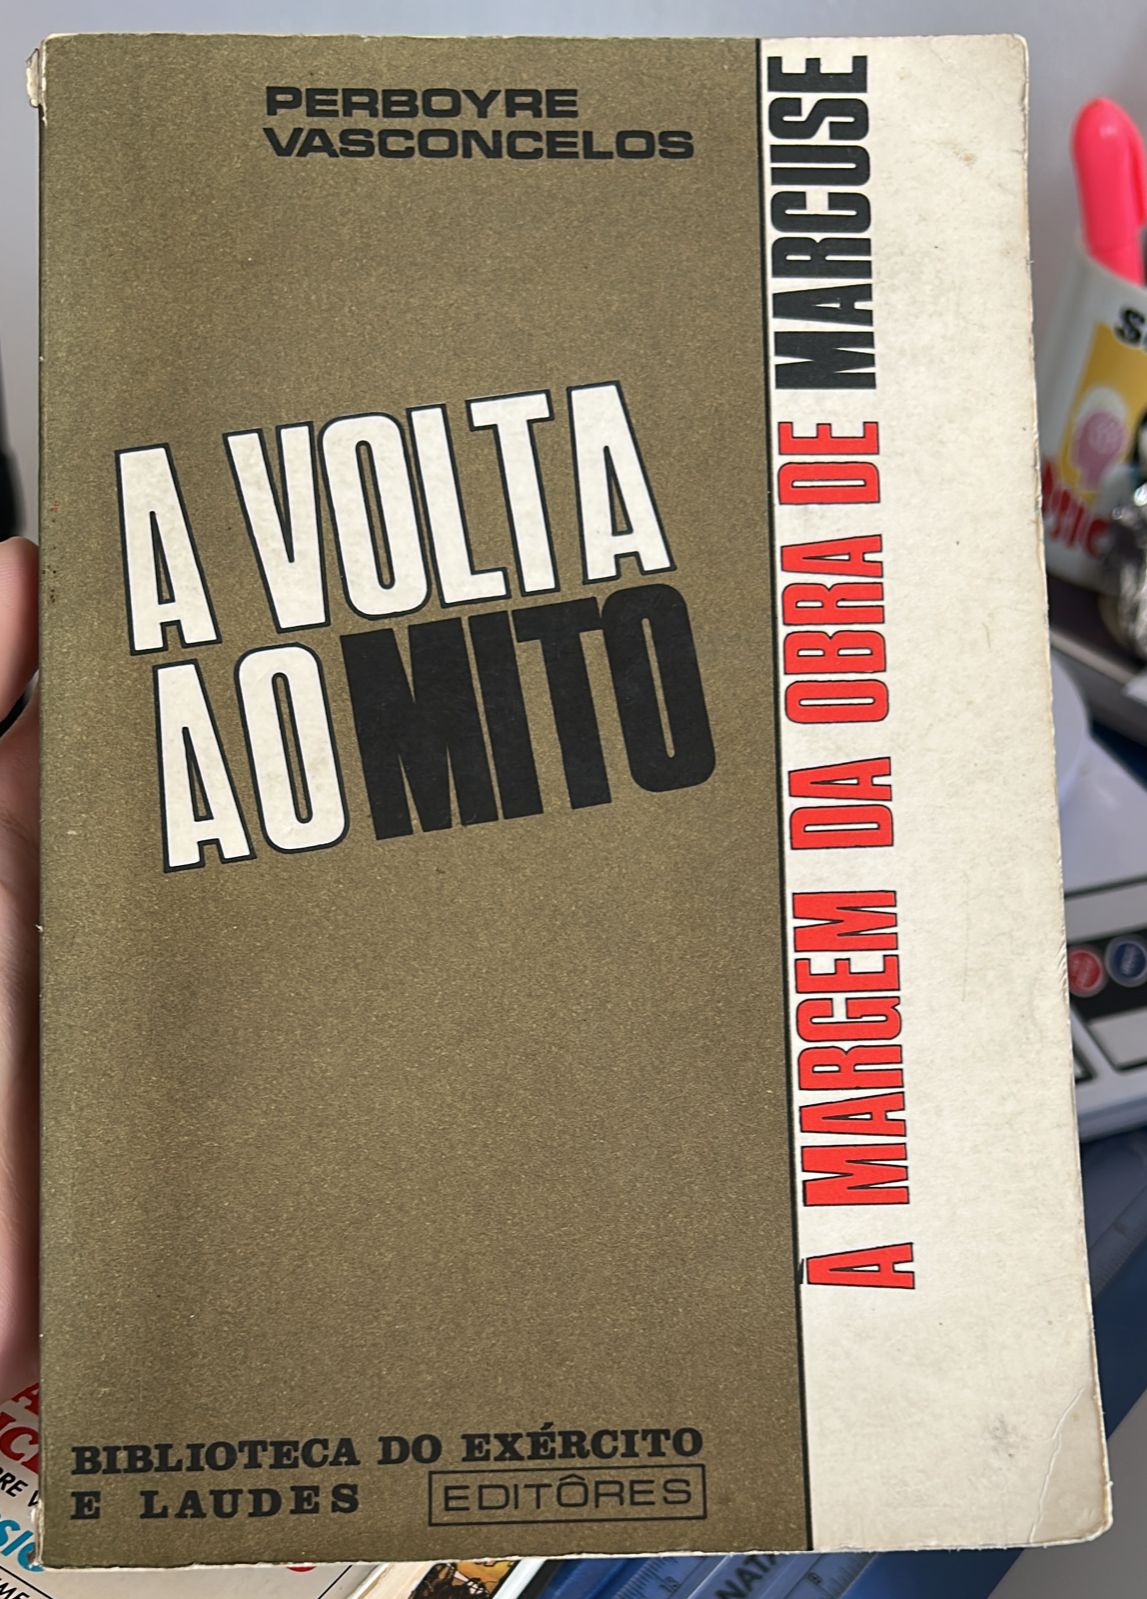 PERBOYRE
VASCONCELOS
A VOLTA
AO MITO
À MARGEM DA OBRA DE MARCUSE
BIBLIOTECA DO EXÉRCITO
E LAUDES EDITÔRES